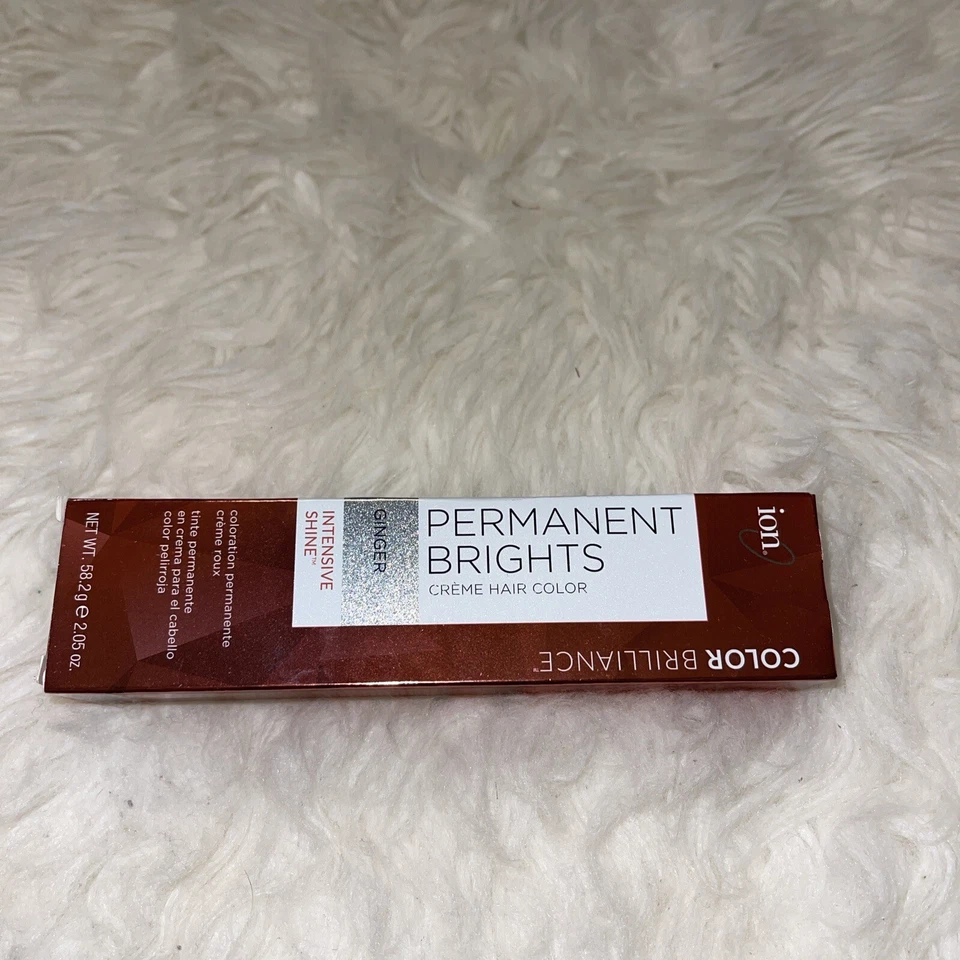 ion®
COLOR BRILLIANCE™
PERMANENT
BRIGHTS
CRÈME HAIR COLOR
GINGER
INTENSIVE
SHINE™
coloration permanente
crème roux
tinte permanente
en crema para el cabello
color pelirroja
NET WT. 58.2 g e 2.05 oz.